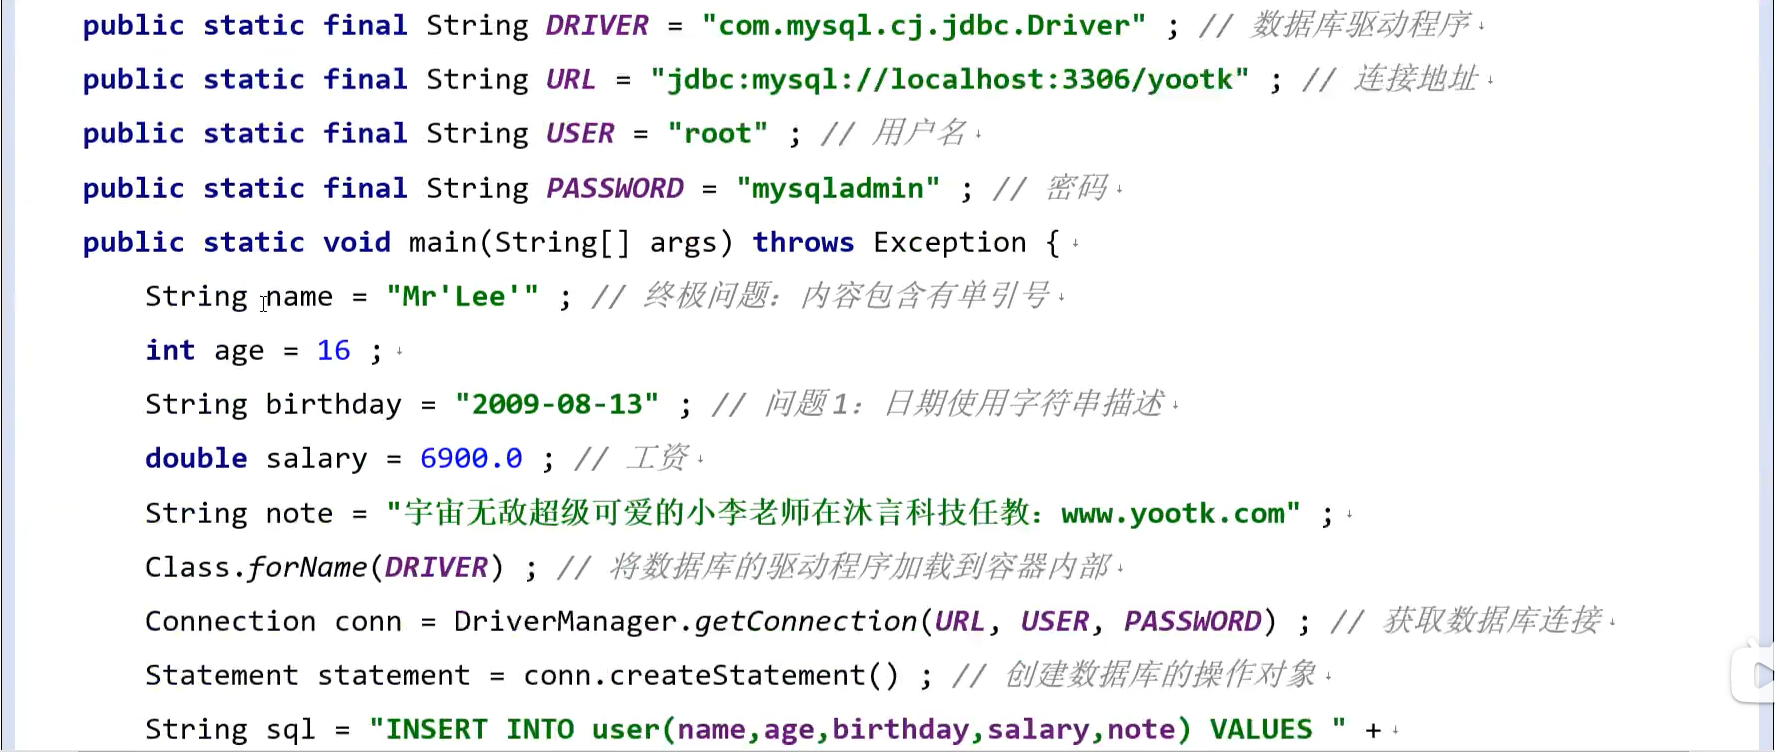 public static final String DRIVER = "com.mysql.cj.jdbc.Driver" ; // 数据库驱动程序
public static final String URL = "jdbc:mysql://localhost:3306/yootk" ; // 连接地址
public static final String USER = "root" ; // 用户名
public static final String PASSWORD = "mysqladmin" ; // 密码
public static void main(String[] args) throws Exception {
String name = "Mr'Lee'" ; // 终极问题：内容包含有单引号
int age = 16 ;
String birthday = "2009-08-13" ; // 问题1：日期使用字符串描述
double salary = 6900.0 ; // 工资
String note = "宇宙无敌超级可爱的小李老师在沐言科技任教：www.yootk.com" ;
Class.forName(DRIVER) ; // 将数据库的驱动程序加载到容器内部
Connection conn = DriverManager.getConnection(URL, USER, PASSWORD) ; // 获取数据库连接
Statement statement = conn.createStatement() ; // 创建数据库的操作对象
String sql = "INSERT INTO user(name,age,birthday,salary,note) VALUES " +